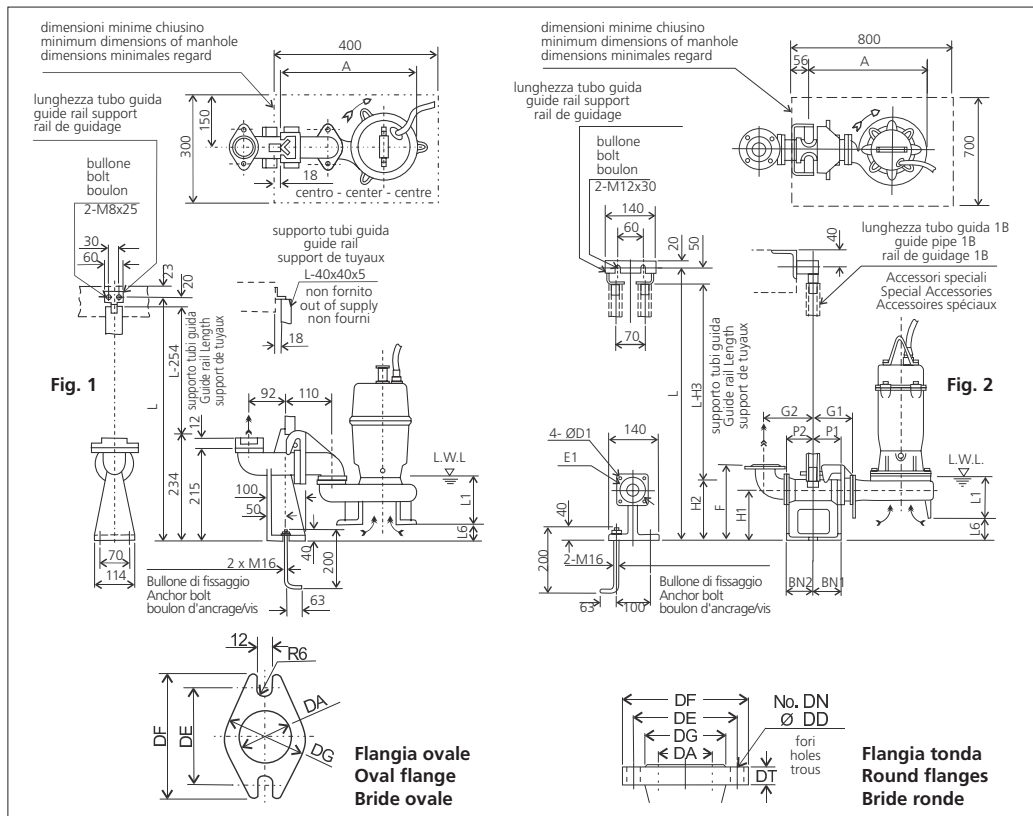 dimensioni minime chiusino
minimum dimensions of manhole
dimensions minimales regard
400
A
lunghezza tubo guida
guide rail support
rail de guidage
300
150
bullone
bolt
boulon
2-M8x25
18
centro - center - centre
30
60
23
20
supporto tubi guida
guide rail
support de tuyaux
L-40x40x5
non fornito
out of supply
non fourni
18
Fig. 1
L
L-254
supporto tubi guida
Guide rail Length
support de tuyaux
12
92
110
234
215
100
50
L.W.L
L1
L6
40
200
70
114
2 x M16
63
Bullone di fissaggio
Anchor bolt
boulon d'ancrage/vis
12
R6
DA
DF
DE
DG
Flangia ovale
Oval flange
Bride ovale
dimensioni minime chiusino
minimum dimensions of manhole
dimensions minimales regard
800
56
A
lunghezza tubo guida
guide rail support
rail de guidage
700
bullone
bolt
boulon
2-M12x30
140
60
20
50
40
lunghezza tubo guida 1B
guide pipe 1B
rail de guidage 1B
Accessori speciali
Special Accessories
Accessoires spéciaux
70
L
L-H3
supporto tubi guida
Guide rail Length
support de tuyaux
Fig. 2
G2
G1
P2
P1
4- ØD1
140
E1
L.W.L.
L1
L6
H2
F
H1
40
200
2-M16
63
100
BN2
BN1
Bullone di fissaggio
Anchor bolt
boulon d'ancrage/vis
DF
DE
DG
DA
No. DN
Ø DD
fori
holes
trous
DT
Flangia tonda
Round flanges
Bride ronde